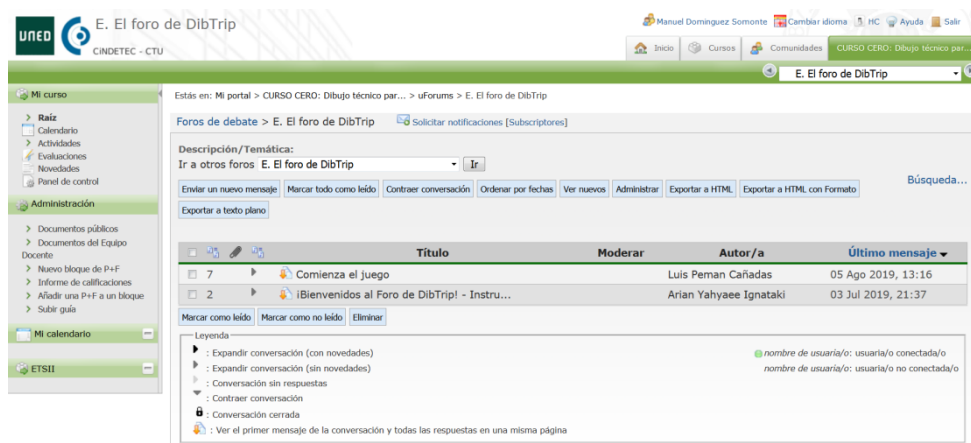 UNED
E. El foro de DibTrip
CiNDETEC - CTU
Manuel Dominguez Somonte Cambiar idioma HC Ayuda Salir
Inicio Cursos Comunidades CURSO CERO: Dibujo técnico par...
E. El foro de DibTrip
Mi curso
Raíz
Calendario
Actividades
Evaluaciones
Novedades
Panel de control
Administración
Documentos públicos
Documentos del Equipo
Docente
Nuevo bloque de P+F
Informe de calificaciones
Añadir una P+F a un bloque
Subir guía
Mi calendario
ETSII
Estás en: Mi portal > CURSO CERO: Dibujo técnico par... > uForums > E. El foro de DibTrip
Foros de debate > E. El foro de DibTrip Solicitar notificaciones [Subscriptores]
Descripción/Temática:
Ir a otros foros E. El foro de DibTrip Ir
Búsqueda...
Enviar un nuevo mensaje Marcar todo como leído Contraer conversación Ordenar por fechas Ver nuevos Administrar Exportar a HTML Exportar a HTML con Formato
Exportar a texto plano
Título Moderar Autor/a Último mensaje
7 Comienza el juego Luis Peman Cañadas 05 Ago 2019, 13:16
2 ¡Bienvenidos al Foro de DibTrip! - Instru... Arian Yahyaee Ignataki 03 Jul 2019, 21:37
Marcar como leído Marcar como no leído Eliminar
Leyenda
: Expandir conversación (con novedades) nombre de usuaria/o: usuaria/o conectada/o
: Expandir conversación (sin novedades) nombre de usuaria/o: usuaria/o no conectada/o
: Conversación sin respuestas
: Contraer conversación
: Conversación cerrada
: Ver el primer mensaje de la conversación y todas las respuestas en una misma página